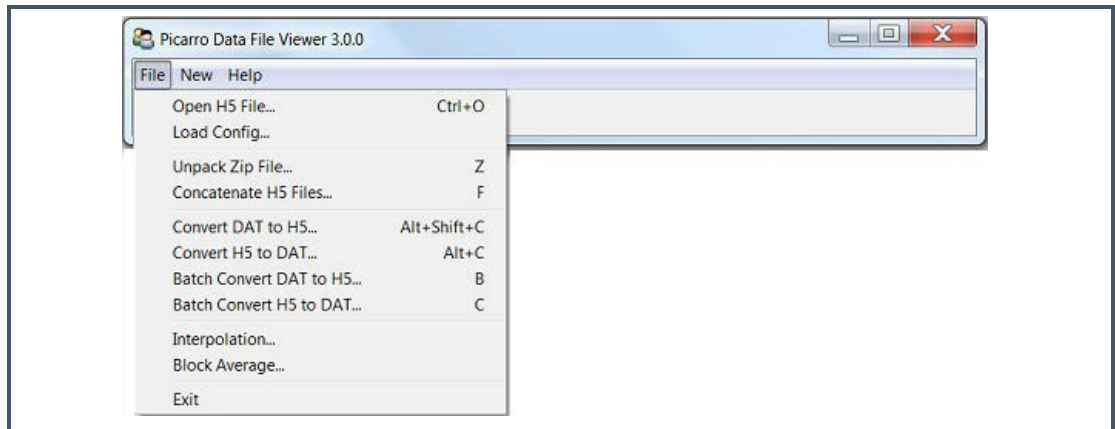 Picarro Data File Viewer 3.0.0
File New Help
Open H5 File... Ctrl+O
Load Config...
Unpack Zip File... Z
Concatenate H5 Files... F
Convert DAT to H5... Alt+Shift+C
Convert H5 to DAT... Alt+C
Batch Convert DAT to H5... B
Batch Convert H5 to DAT... C
Interpolation...
Block Average...
Exit